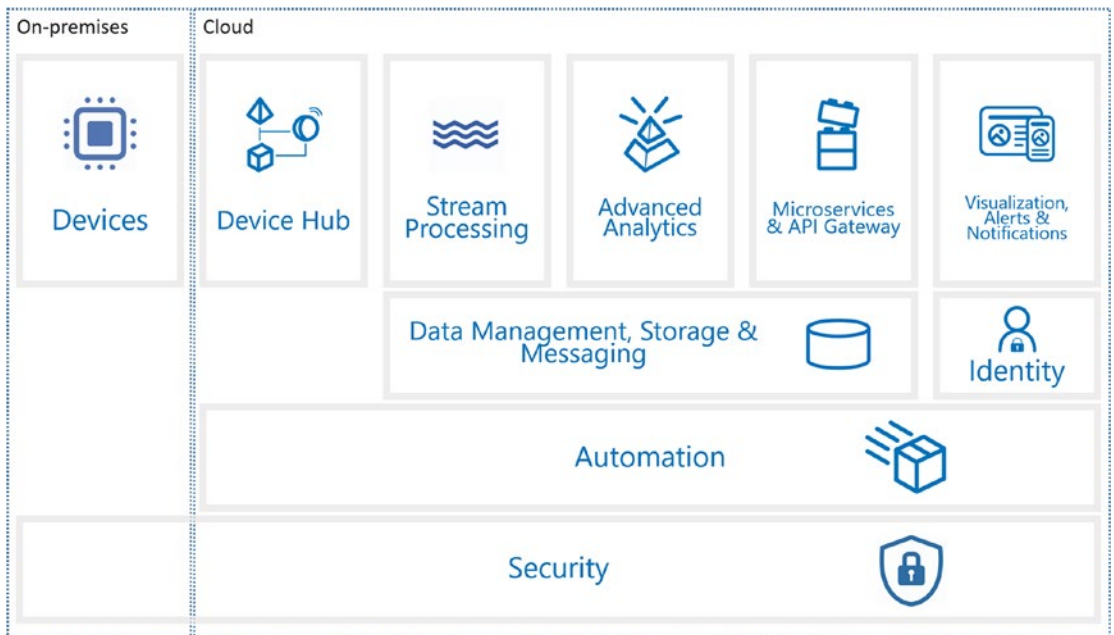 On-premises
Cloud
Devices
Device Hub
Stream
Processing
Advanced
Analytics
Microservices
& API Gateway
Visualization,
Alerts &
Notifications
Data Management, Storage &
Messaging
Identity
Automation
Security